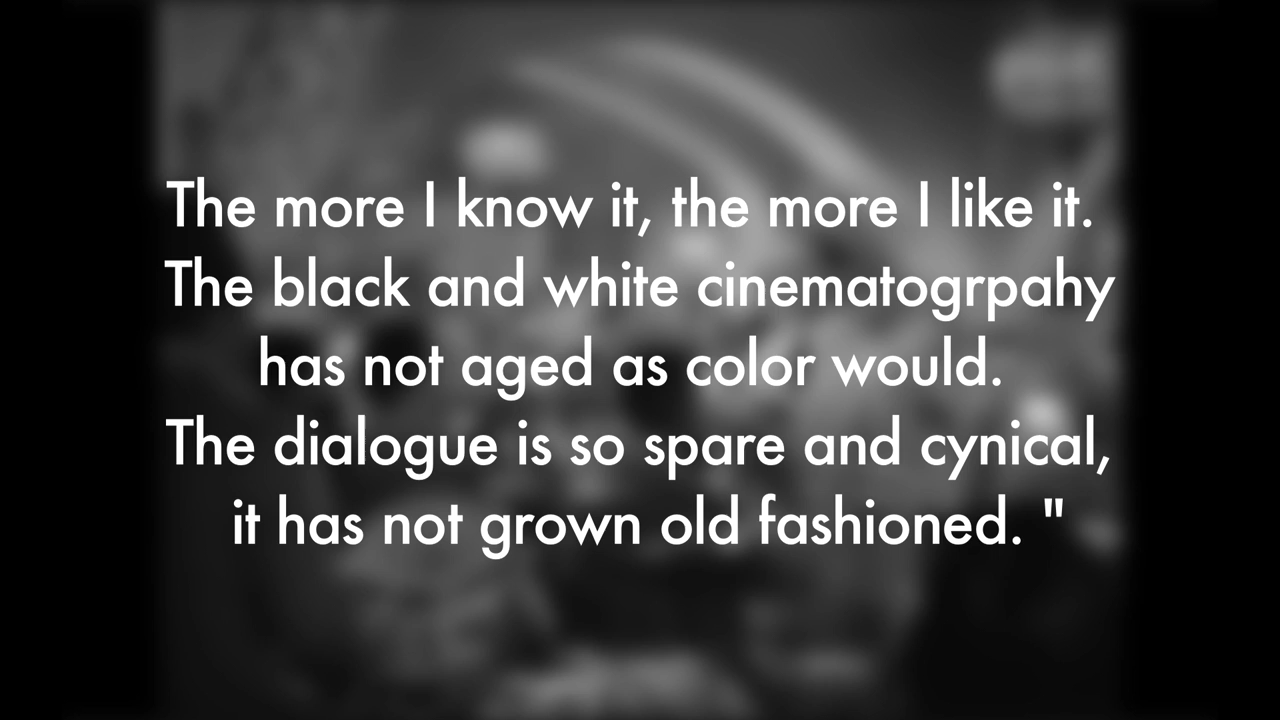 The more I know it, the more I like it.
The black and white cinematogrpahy
has not aged as color would.
The dialogue is so spare and cynical,
it has not grown old fashioned. "